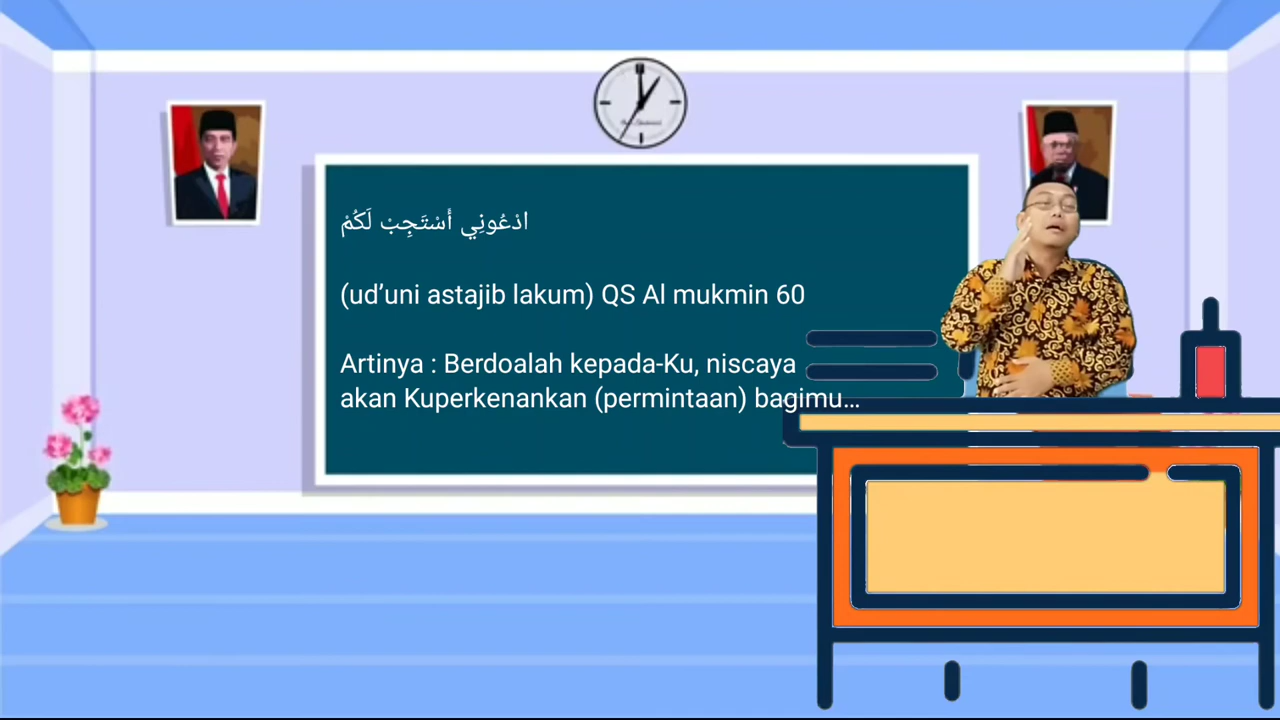 ادْعُونِي أَسْتَجِبْ لَكُمْ
(ud’uni astajib lakum) QS Al mukmin 60
Artinya : Berdoalah kepada-Ku, niscaya
akan Kuperkenankan (permintaan) bagimu...